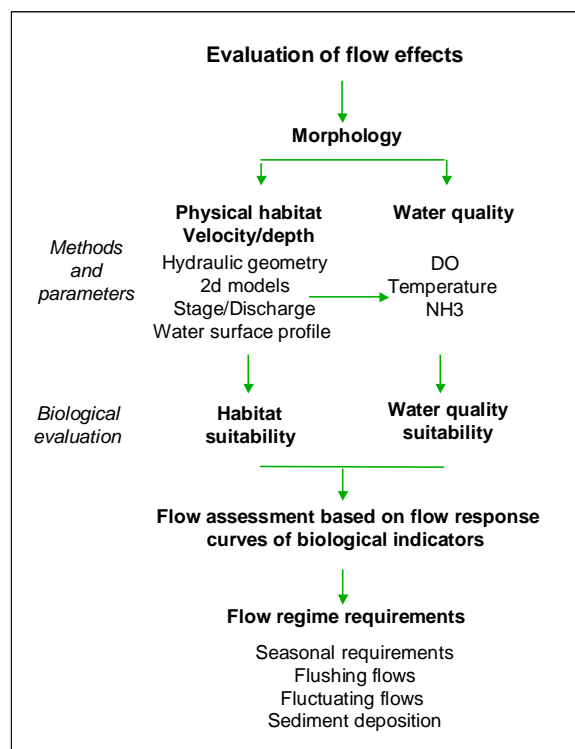 Evaluation of flow effects
Morphology
Physical habitat
Velocity/depth
Water quality
Methods
and
parameters
Hydraulic geometry
2d models
Stage/Discharge
Water surface profile
DO
Temperature
NH3
Biological
evaluation
Habitat
suitability
Water quality
suitability
Flow assessment based on flow response
curves of biological indicators
Flow regime requirements
Seasonal requirements
Flushing flows
Fluctuating flows
Sediment deposition